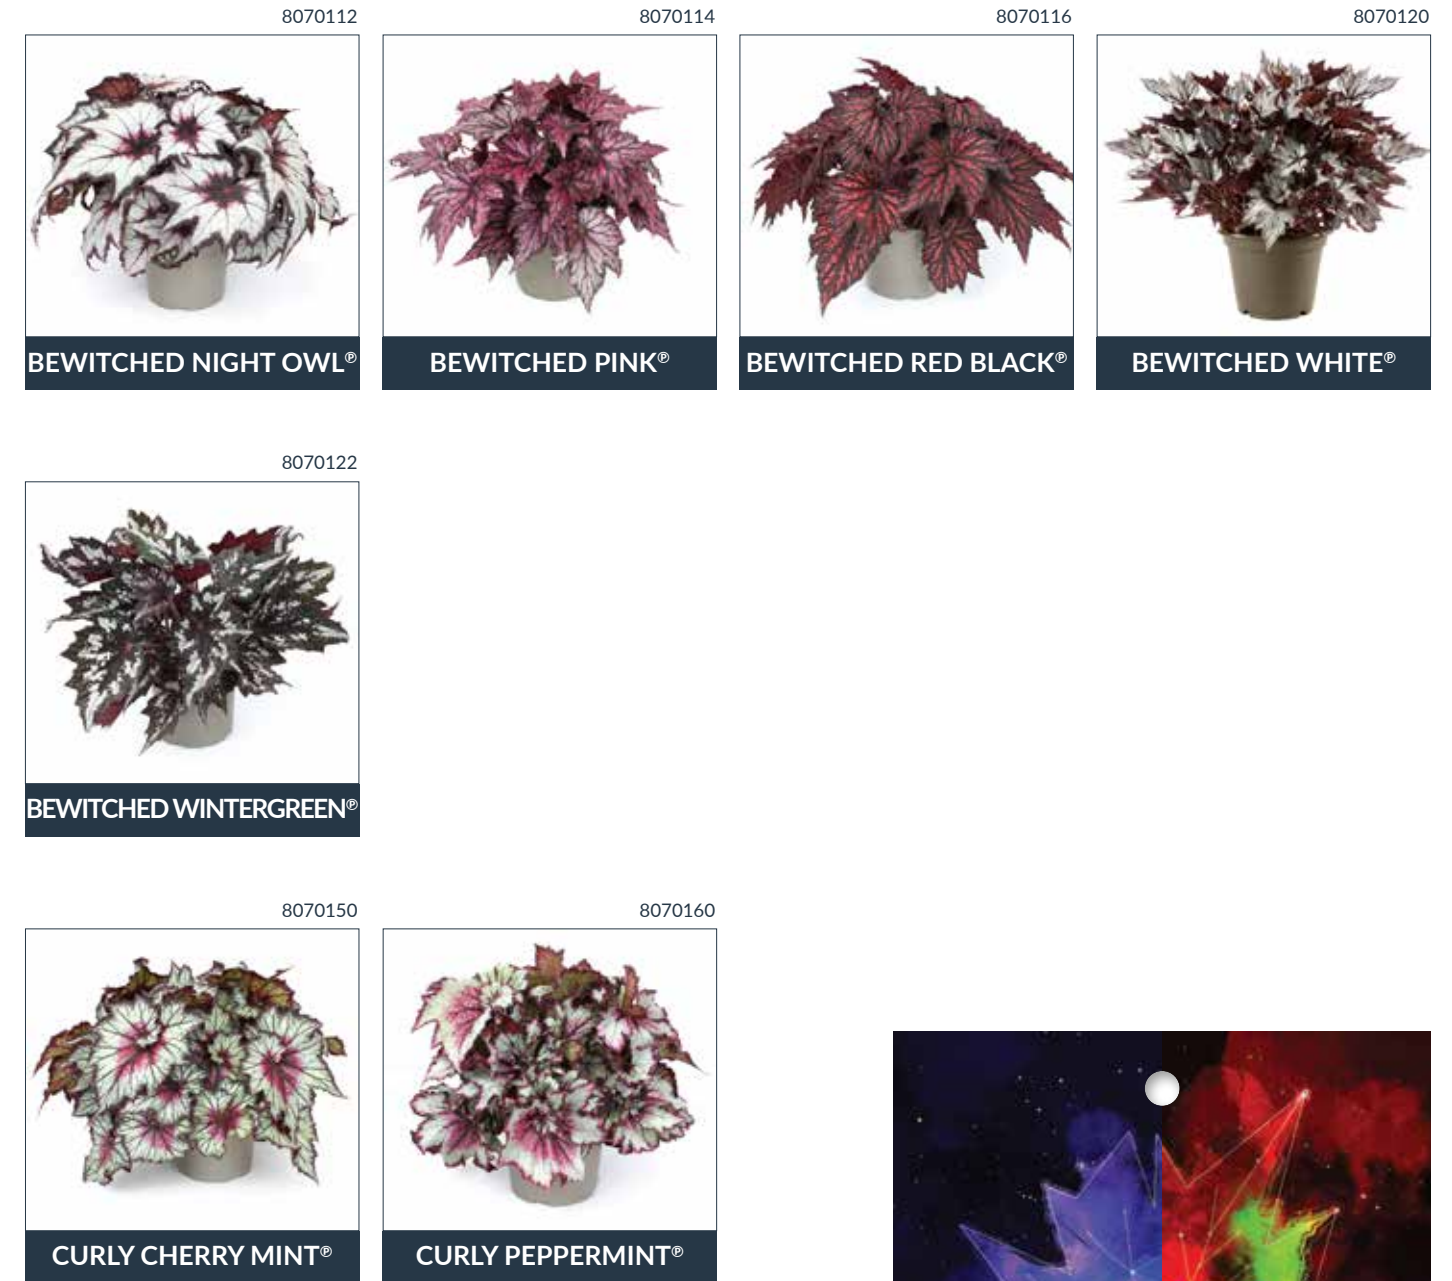 8070112
BEWITCHED NIGHT OWL℗
8070114
BEWITCHED PINK℗
8070116
BEWITCHED RED BLACK℗
8070120
BEWITCHED WHITE℗
8070122
BEWITCHED WINTERGREEN℗
8070150
CURLY CHERRY MINT℗
8070160
CURLY PEPPERMINT℗